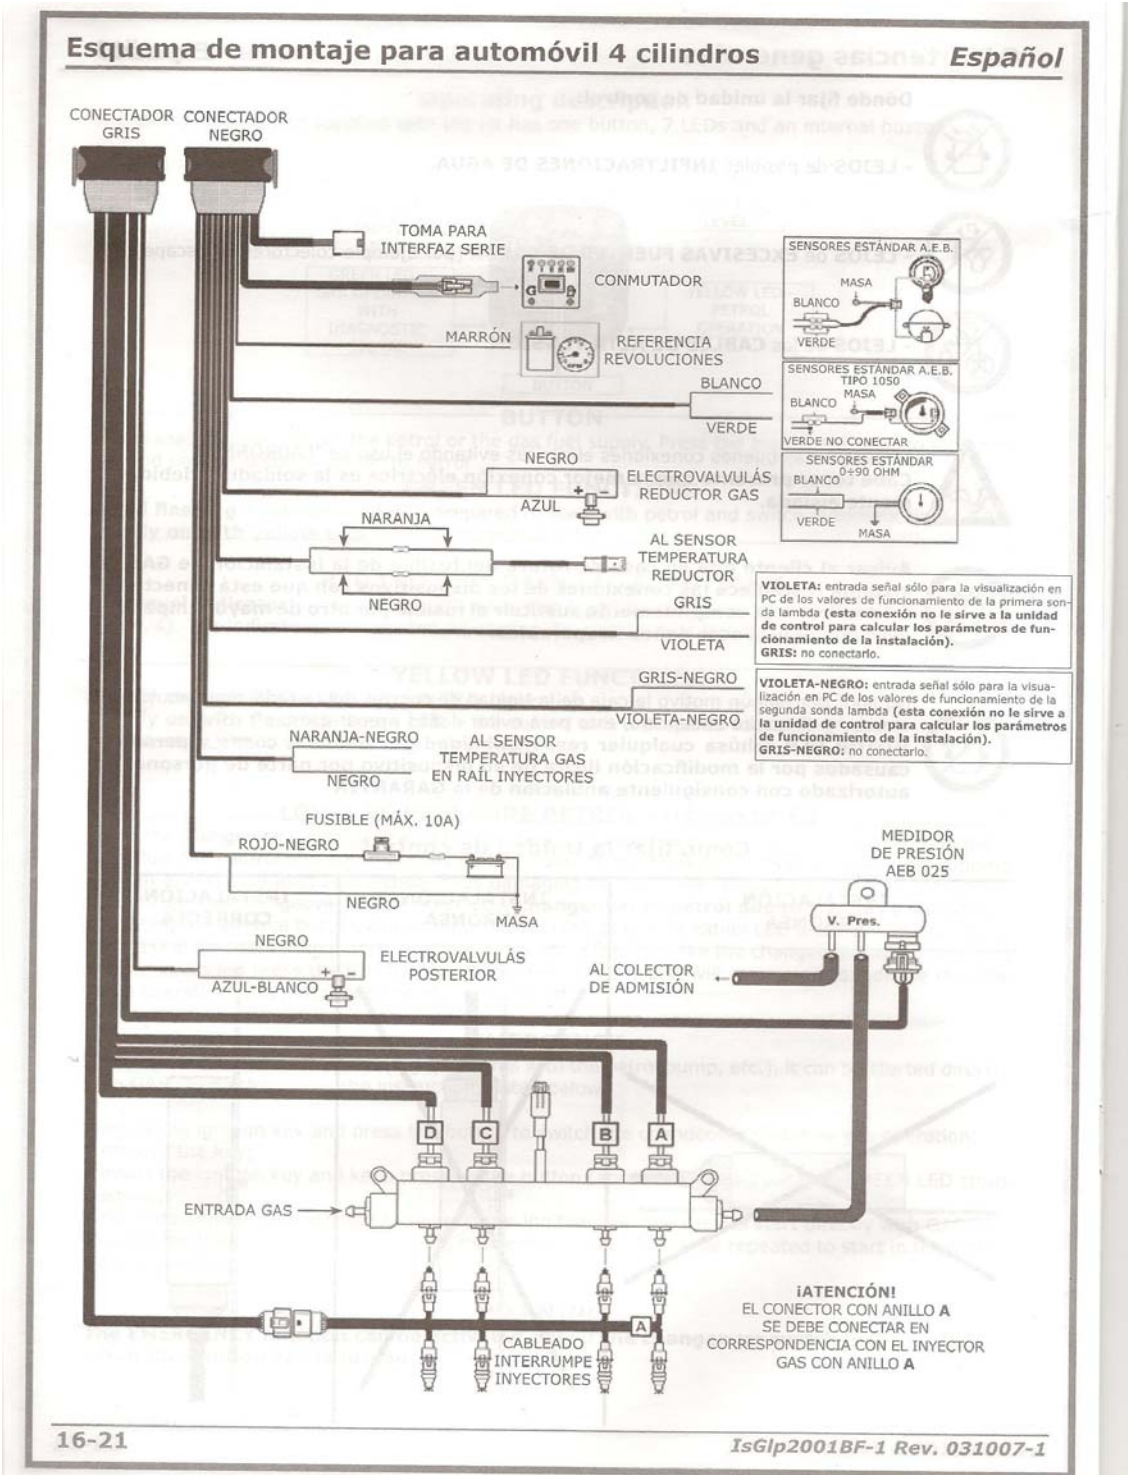 Esquema de montaje para automóvil 4 cilindros
Español
CONECTADOR
GRIS
CONECTADOR
NEGRO
TOMA PARA
INTERFAZ SERIE
CONMUTADOR
MARRÓN
REFERENCIA
REVOLUCIONES
BLANCO
VERDE
SENSORES ESTÁNDAR A.E.B.
MASA
BLANCO
VERDE
SENSORES ESTÁNDAR A.E.B.
TIPO 1050
MASA
BLANCO
VERDE NO CONECTAR
SENSORES ESTÁNDAR
0÷90 OHM
BLANCO
VERDE
MASA
NEGRO
AZUL
ELECTROVALVULÁS
REDUCTOR GAS
NARANJA
NEGRO
AL SENSOR
TEMPERATURA
REDUCTOR
GRIS
VIOLETA
VIOLETA: entrada señal sólo para la visualización en
PC de los valores de funcionamiento de la primera son-
da lambda (esta conexión no le sirve a la unidad
de control para calcular los parámetros de fun-
cionamiento de la instalación).
GRIS: no conectarlo.
GRIS-NEGRO
VIOLETA-NEGRO
VIOLETA-NEGRO: entrada señal sólo para la visua-
lización en PC de los valores de funcionamiento de la
segunda sonda lambda (esta conexión no le sirve a
la unidad de control para calcular los parámetros
de funcionamiento de la instalación).
GRIS-NEGRO: no conectarlo.
NARANJA-NEGRO
NEGRO
AL SENSOR
TEMPERATURA GAS
EN RAÍL INYECTORES
FUSIBLE (MÁX. 10A)
ROJO-NEGRO
NEGRO
MASA
MEDIDOR
DE PRESIÓN
AEB 025
V. Pres.
NEGRO
AZUL-BLANCO
ELECTROVALVULÁS
POSTERIOR
AL COLECTOR
DE ADMISIÓN
D
C
B
A
ENTRADA GAS
A
CABLEADO
INTERRUMPE
INYECTORES
¡ATENCIÓN!
EL CONECTOR CON ANILLO A
SE DEBE CONECTAR EN
CORRESPONDENCIA CON EL INYECTOR
GAS CON ANILLO A
16-21
IsGlp2001BF-1 Rev. 031007-1